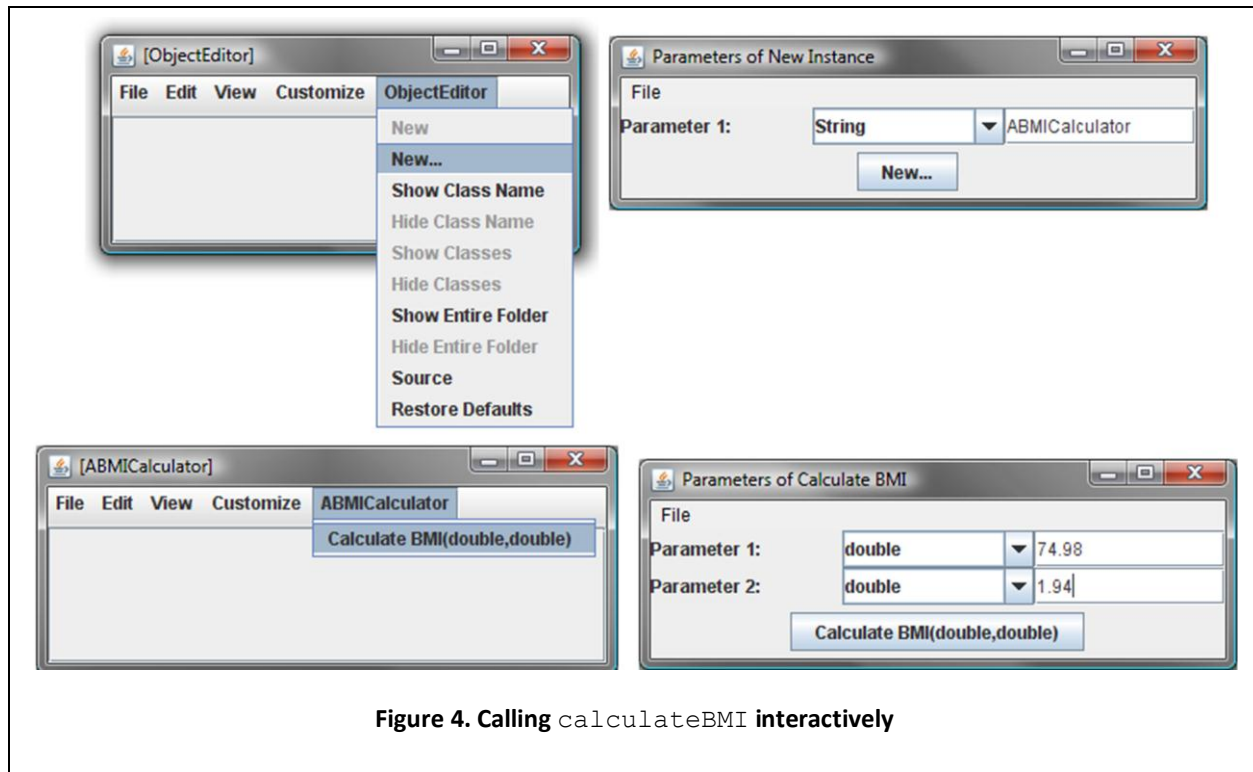 [ObjectEditor]
File Edit View Customize ObjectEditor
New
New...
Show Class Name
Hide Class Name
Show Classes
Hide Classes
Show Entire Folder
Hide Entire Folder
Source
Restore Defaults
Parameters of New Instance
File
Parameter 1: String ABMICalculator
New...
[ABMICalculator]
File Edit View Customize ABMICalculator
Calculate BMI(double,double)
Parameters of Calculate BMI
File
Parameter 1: double 74.98
Parameter 2: double 1.94
Calculate BMI(double,double)
Figure 4. Calling calculateBMI interactively